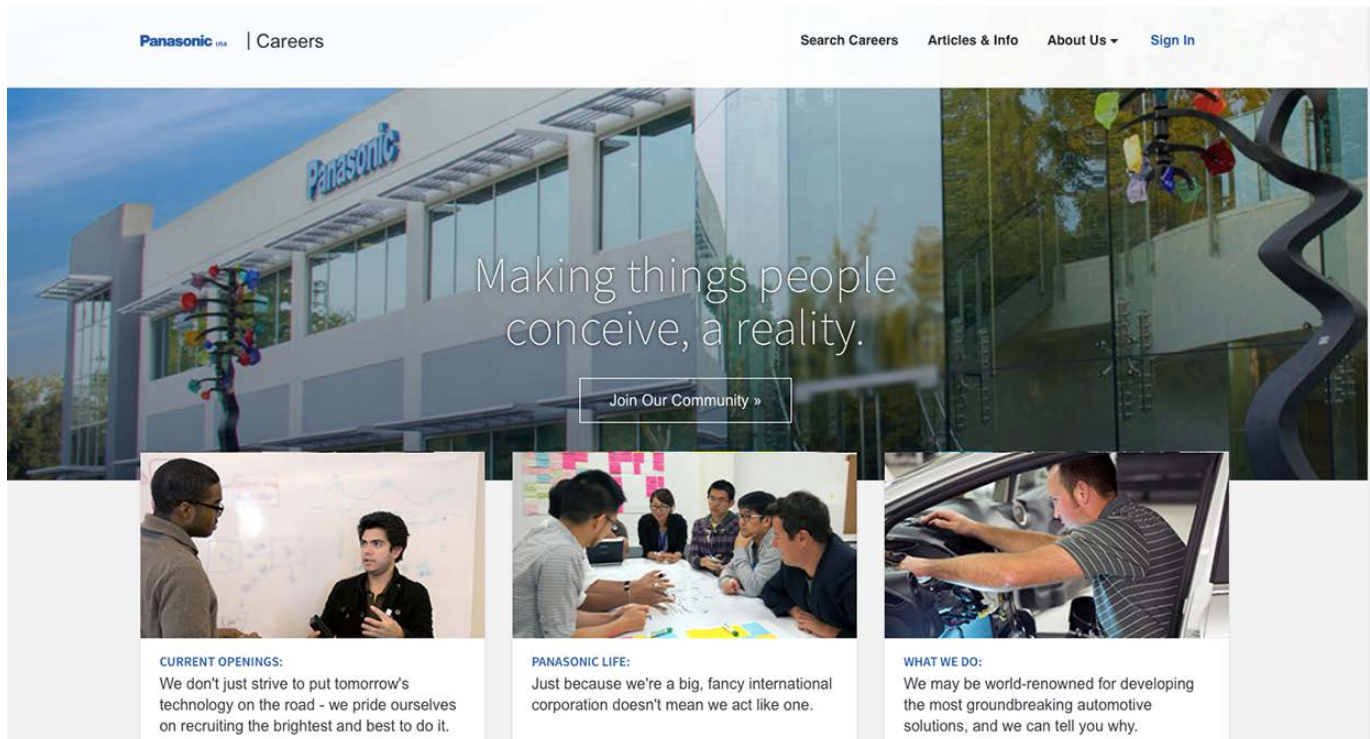 Panasonic USA | Careers
Search Careers Articles & Info About Us Sign In
Panasonic
Making things people
conceive, a reality.
Join Our Community »
CURRENT OPENINGS:
We don't just strive to put tomorrow's
technology on the road - we pride ourselves
on recruiting the brightest and best to do it.
PANASONIC LIFE:
Just because we're a big, fancy international
corporation doesn't mean we act like one.
WHAT WE DO:
We may be world-renowned for developing
the most groundbreaking automotive
solutions, and we can tell you why.